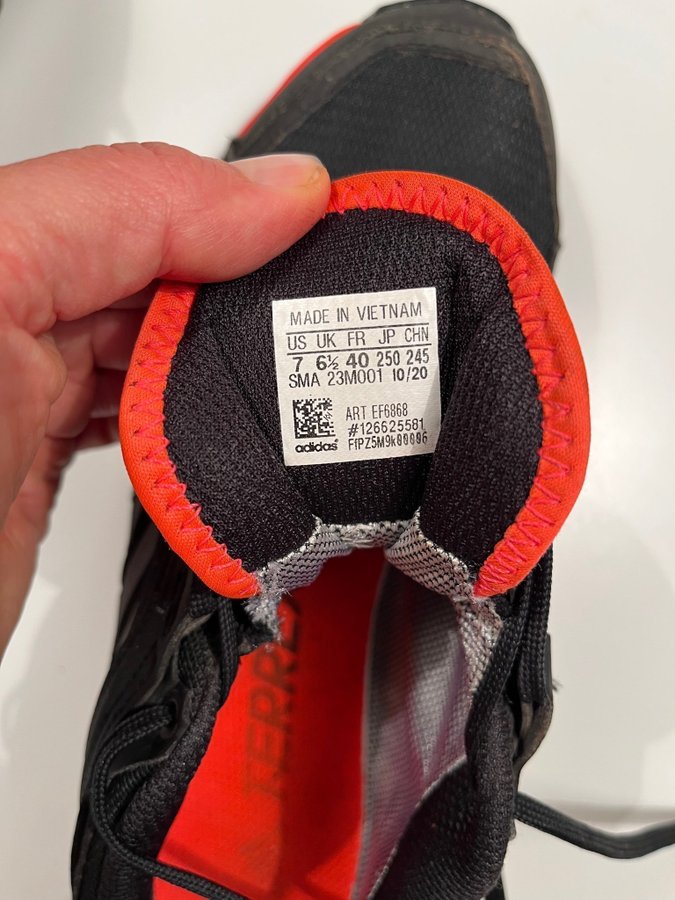 MADE IN VIETNAM
US UK FR JP CHN
7 6½ 40 250 245
SMA 23M001 10/20
ART EF6868
#126625581
adidas® F1PZ5M9k00096
TERREX